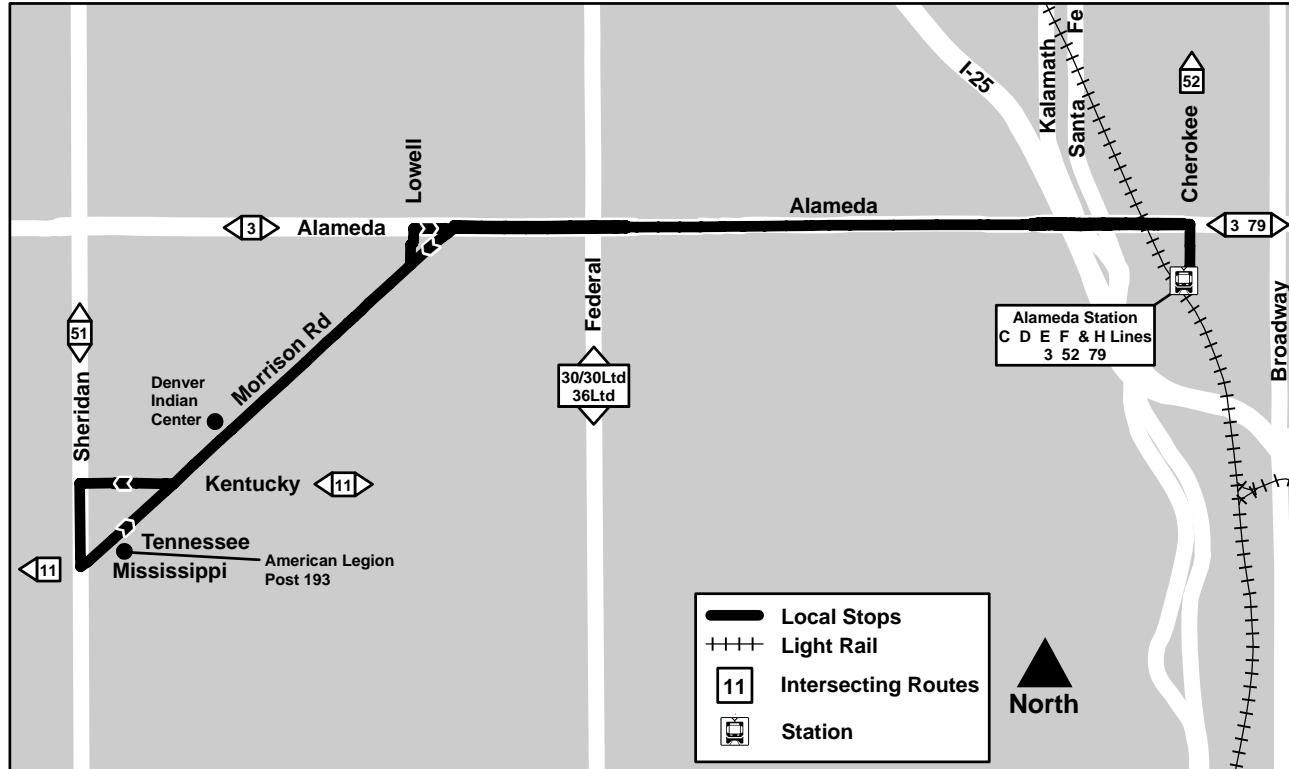 I-25
Kalamath
Santa Fe
52
Cherokee
Lowell
3
Alameda
Alameda
3 79
Federal
51
Sheridan
Morrison Rd
Alameda Station
C D E F & H Lines
3 52 79
Broadway
30/30Ltd
36Ltd
Denver
Indian
Center
Kentucky
11
Tennessee
Mississippi
11
American Legion
Post 193
Local Stops
Light Rail
11 Intersecting Routes
Station
North